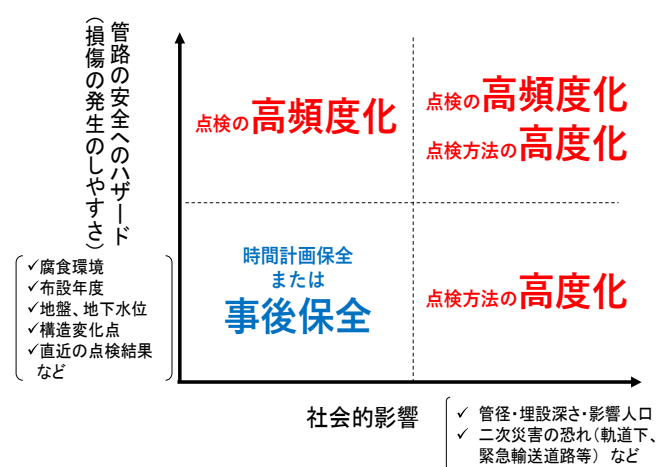 管路の安全へのハザード
（損傷の発生のしやすさ）
✓腐食環境
✓布設年度
✓地盤、地下水位
✓構造変化点
✓直近の点検結果
など
点検の高頻度化
点検の高頻度化
点検方法の高度化
時間計画保全
または
事後保全
点検方法の高度化
社会的影響
✓ 管径・埋設深さ・影響人口
✓ 二次災害の恐れ（軌道下、
緊急輸送道路等） など